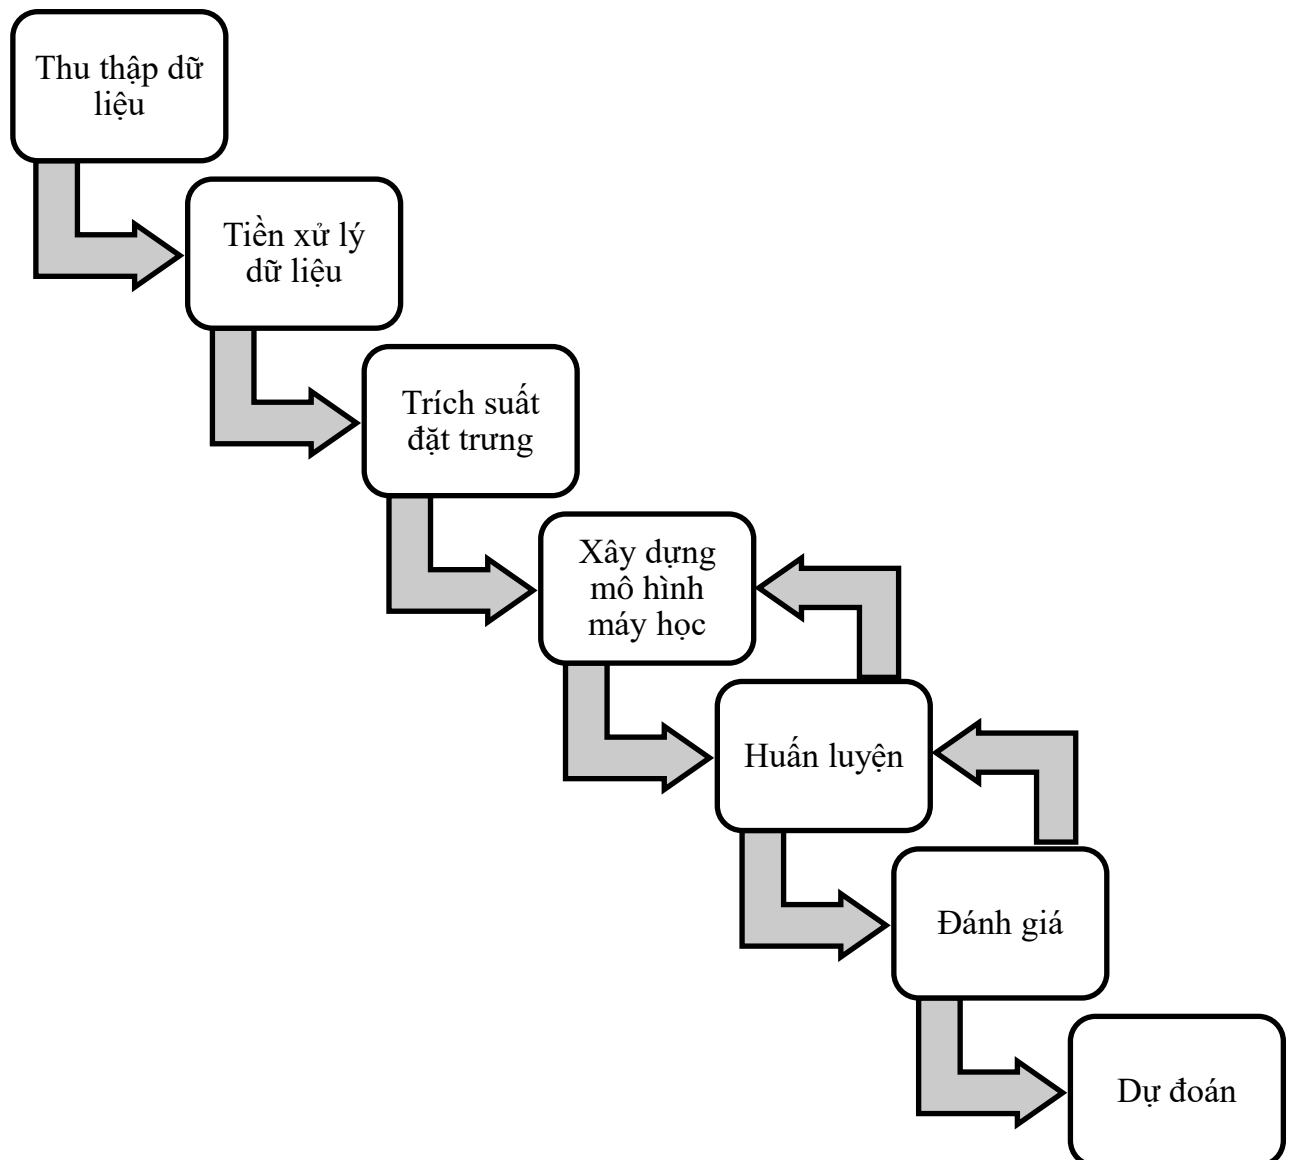 Thu thập dữ
liệu
Tiền xử lý
dữ liệu
Trích suất
đặt trưng
Xây dựng
mô hình
máy học
Huấn luyện
Đánh giá
Dự đoán